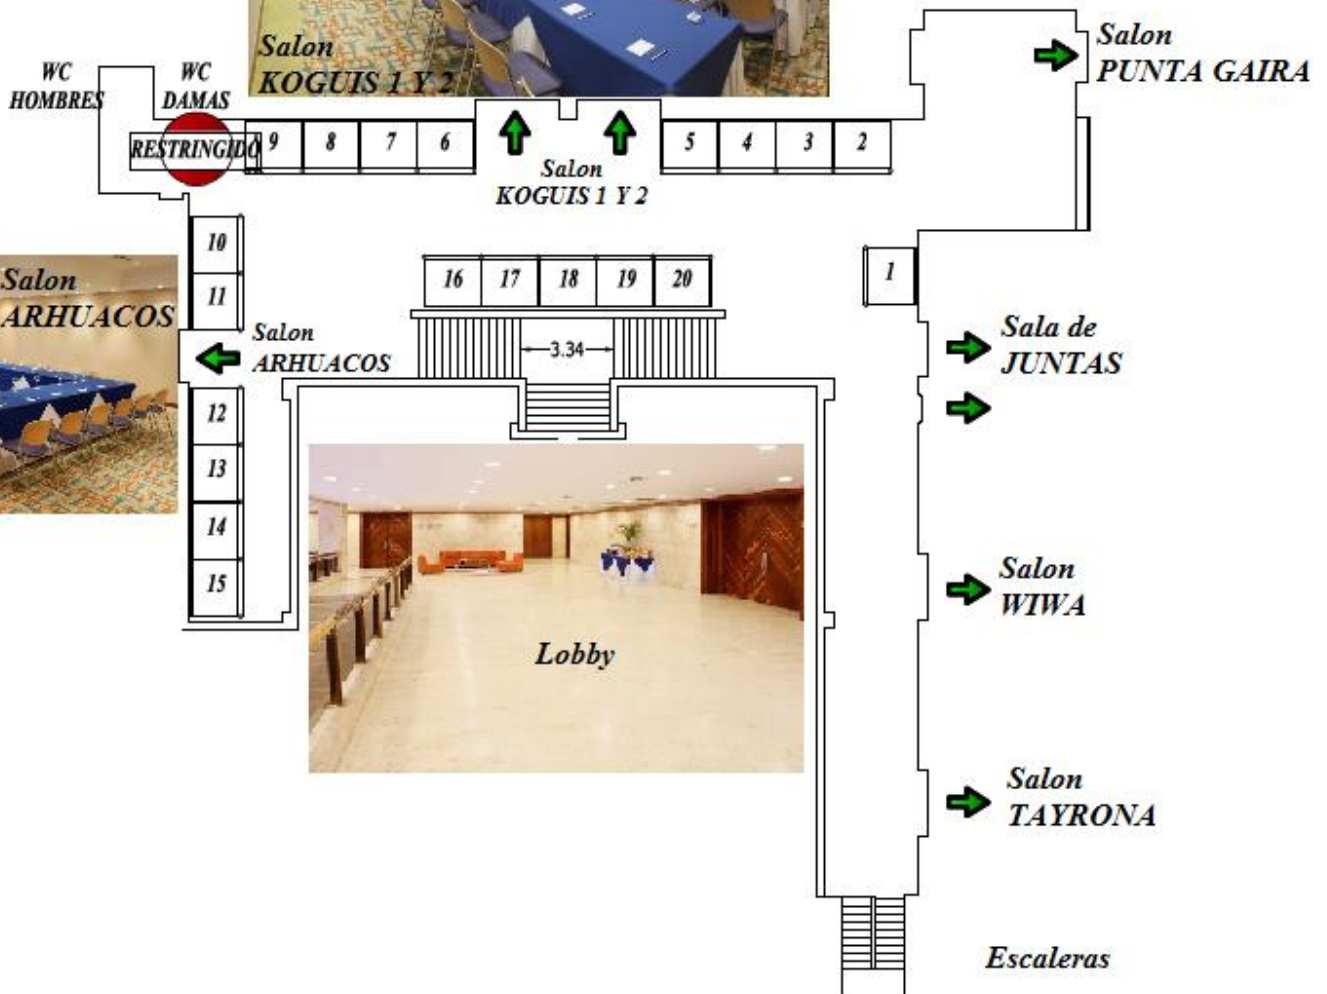 Salon
KOGUIS 1 Y 2
Salon
PUNTA GAIRA
WC
HOMBRES
WC
DAMAS
RESTRINGIDO
9
8
7
6
5
4
3
2
Salon
KOGUIS 1 Y 2
10
11
Salon
ARHUACOS
Salon
ARHUACOS
16
17
18
19
20
1
3.34
Sala de
JUNTAS
12
13
14
15
Salon
WIWA
Lobby
Salon
TAYRONA
Escaleras